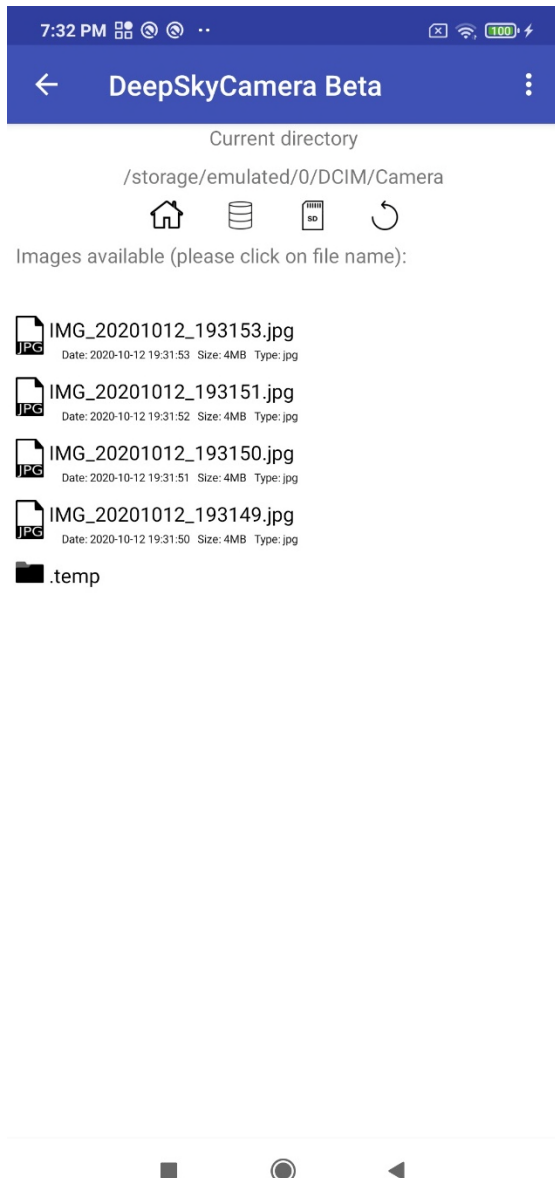 7:32 PM
100
DeepSkyCamera Beta
Current directory
/storage/emulated/0/DCIM/Camera
SD
Images available (please click on file name):
JPG IMG_20201012_193153.jpg
Date: 2020-10-12 19:31:53 Size: 4MB Type: jpg
JPG IMG_20201012_193151.jpg
Date: 2020-10-12 19:31:52 Size: 4MB Type: jpg
JPG IMG_20201012_193150.jpg
Date: 2020-10-12 19:31:51 Size: 4MB Type: jpg
JPG IMG_20201012_193149.jpg
Date: 2020-10-12 19:31:50 Size: 4MB Type: jpg
.temp